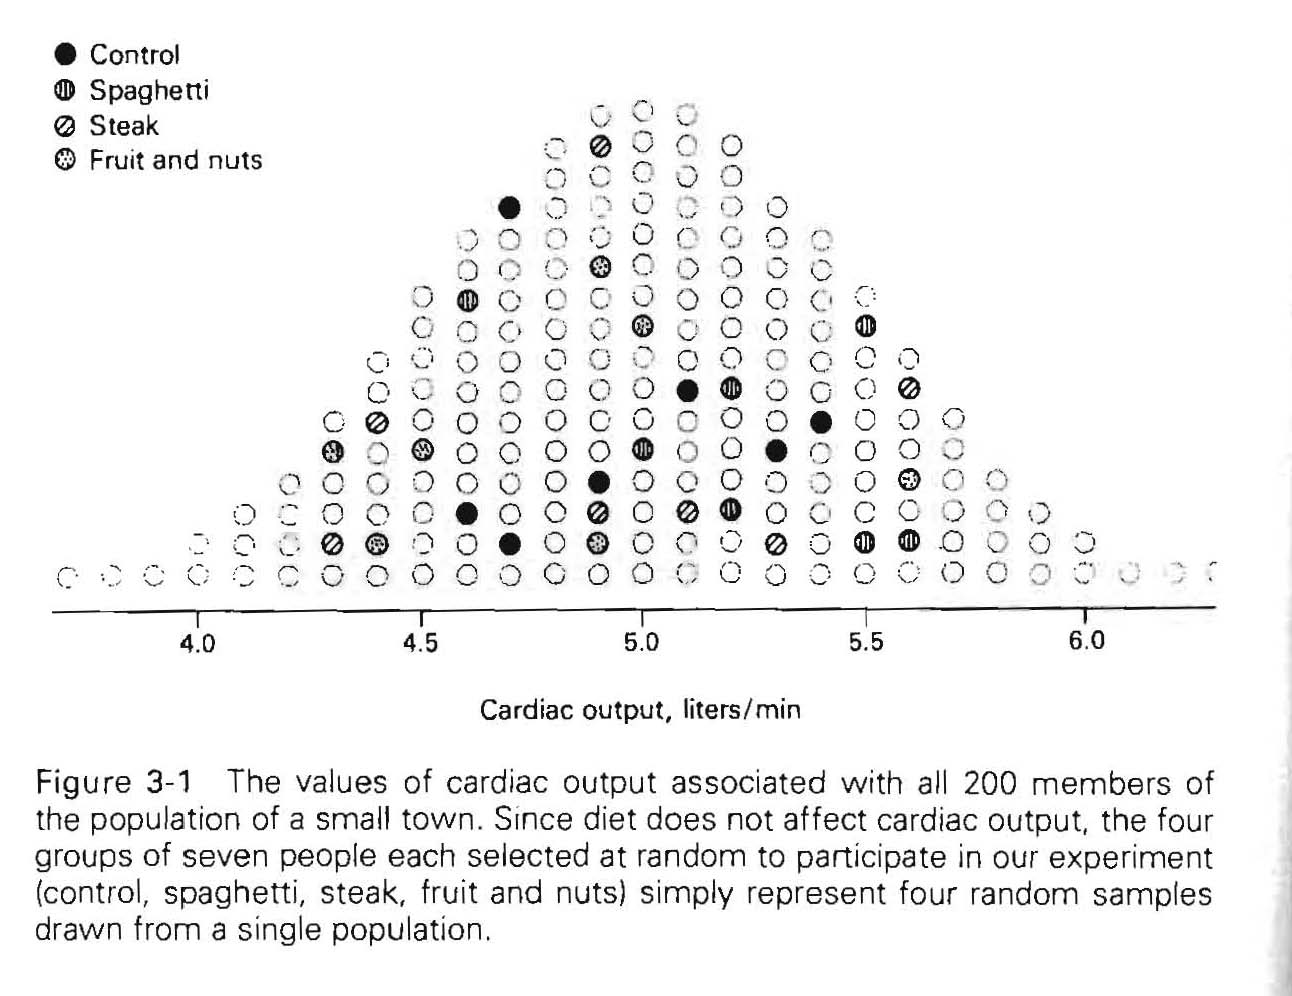 Control
Spaghetti
Steak
Fruit and nuts
4.0 4.5 5.0 5.5 6.0
Cardiac output, liters/min
Figure 3-1 The values of cardiac output associated with all 200 members of
the population of a small town. Since diet does not affect cardiac output, the four
groups of seven people each selected at random to participate in our experiment
(control, spaghetti, steak, fruit and nuts) simply represent four random samples
drawn from a single population.